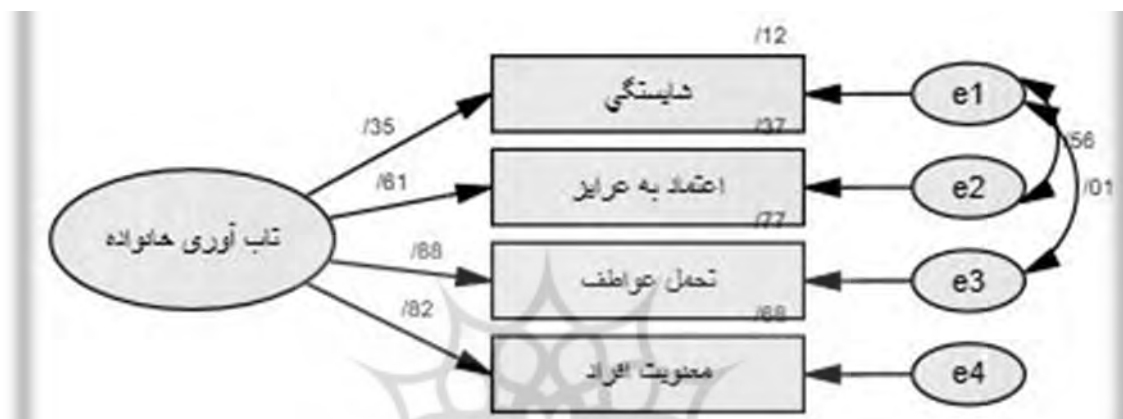 /12
شایستگی
e1
/35
/37
/56
/61
اعتماد به غرایز
e2
/01
/77
تاب آوری خانواده
/88
تحمل عواطف
e3
/82
/68
معنویت افراد
e4